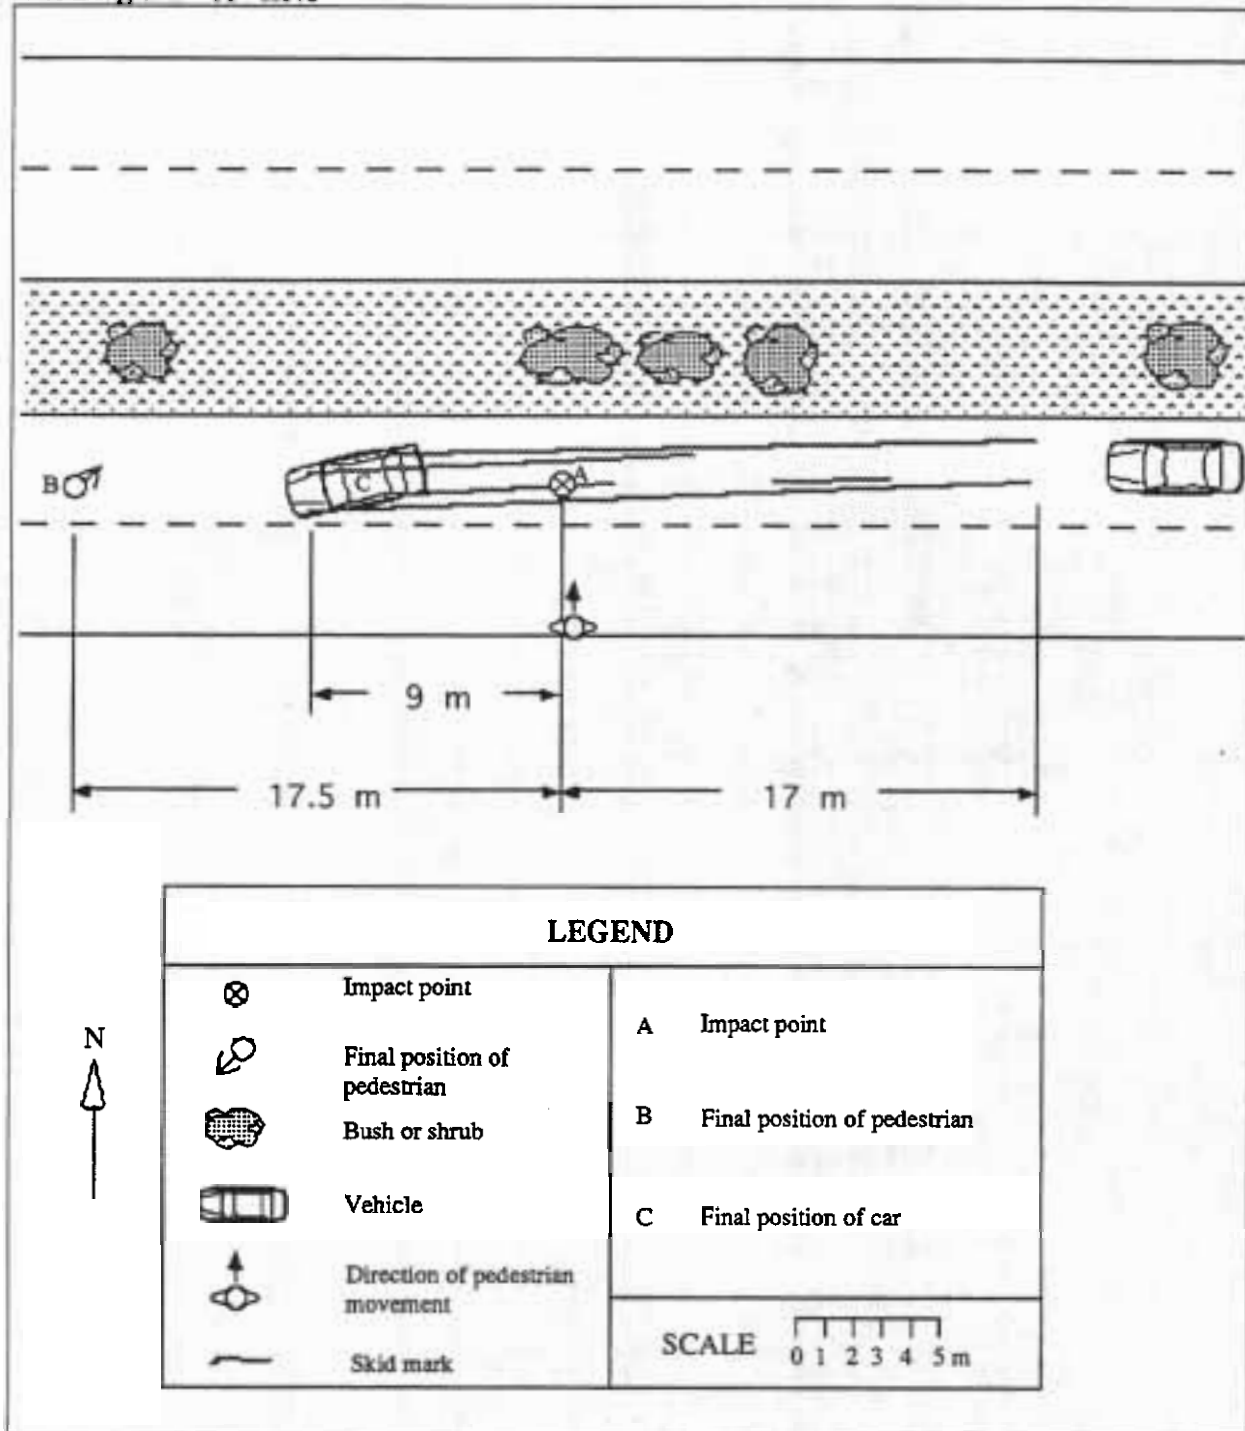 B
C
A
9 m
17.5 m
17 m
LEGEND
N
Impact point
Final position of
pedestrian
Bush or shrub
Vehicle
Direction of pedestrian
movement
Skid mark
A Impact point
B Final position of pedestrian
C Final position of car
SCALE
0 1 2 3 4 5 m